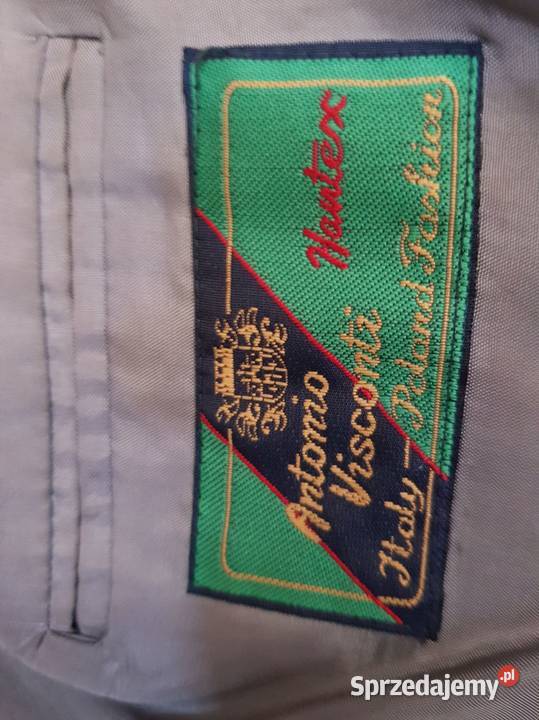 Hantex
Antonio
Visconti
Italy — Poland Fashion
Sprzedajemy.pl